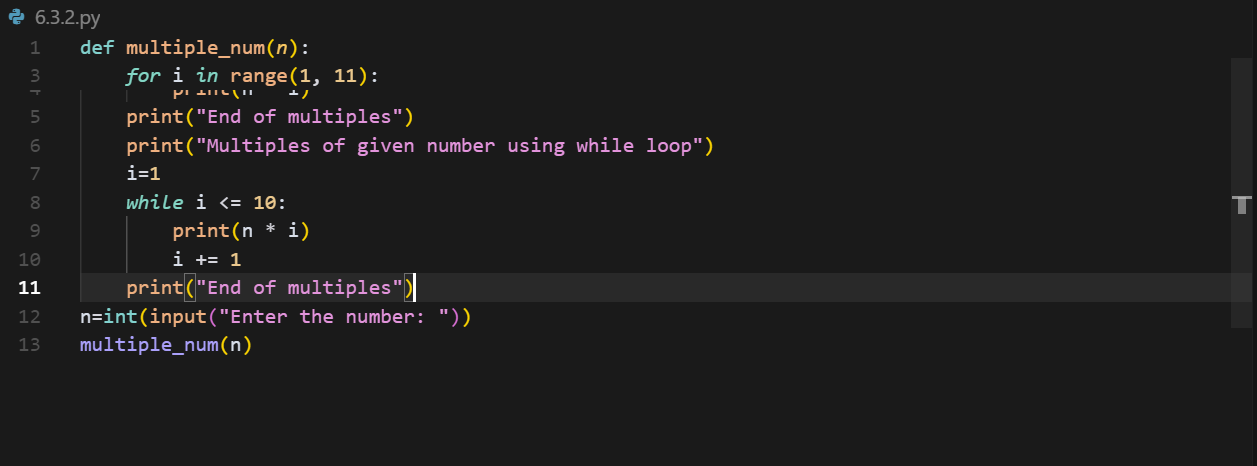 6.3.2.py
1 def multiple_num(n):
3 for i in range(1, 11):
4 print(n i)
5 print("End of multiples")
6 print("Multiples of given number using while loop")
7 i=1
8 while i <= 10:
9 print(n * i)
10 i += 1
11 print("End of multiples")
12 n=int(input("Enter the number: "))
13 multiple_num(n)